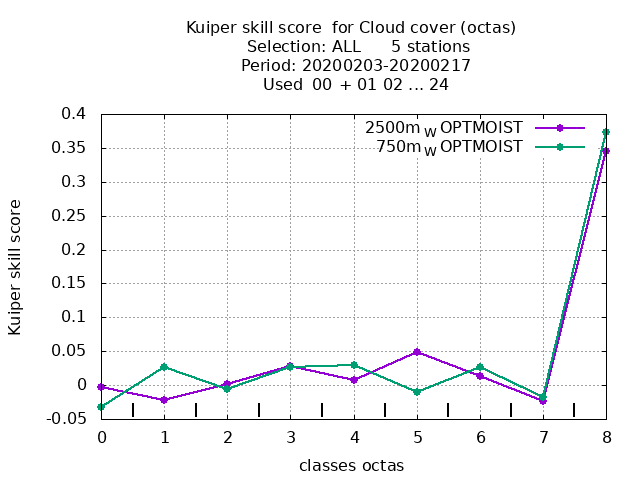 Kuiper skill score  for Cloud cover (octas)
Selection: ALL      5 stations
Period: 20200203-20200217
Used  00 + 01 02 ... 24
2500m W OPTMOIST
750m W OPTMOIST
Kuiper skill score
0.4
0.35
0.3
0.25
0.2
0.15
0.1
0.05
0
-0.05
0 1 2 3 4 5 6 7 8
classes octas